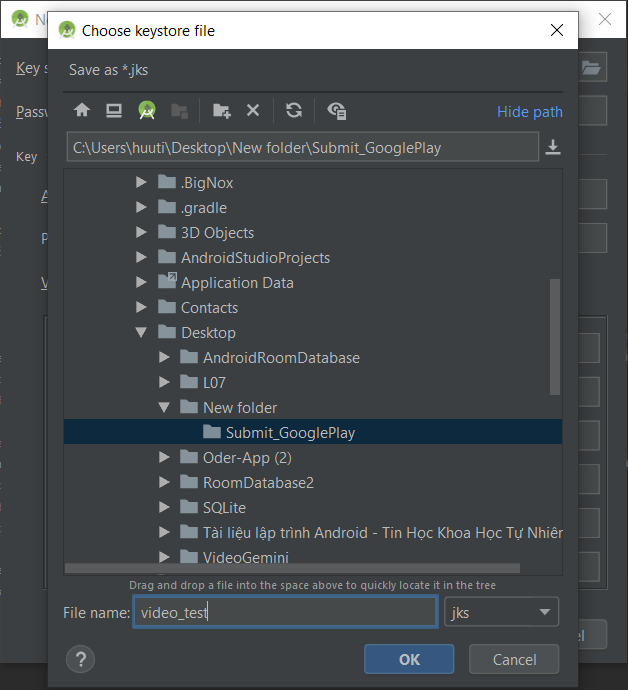 Choose keystore file
Save as *.jks
Hide path
C:\Users\huuti\Desktop\New folder\Submit_GooglePlay
.BigNox
.gradle
3D Objects
AndroidStudioProjects
Application Data
Contacts
Desktop
AndroidRoomDatabase
L07
New folder
Submit_GooglePlay
Oder-App (2)
RoomDatabase2
SQLite
Tài liệu lập trình Android - Tin Học Khoa Học Tự Nhiên
VideoGemini
Drag and drop a file into the space above to quickly locate it in the tree
File name: video_test jks
? OK Cancel
Key